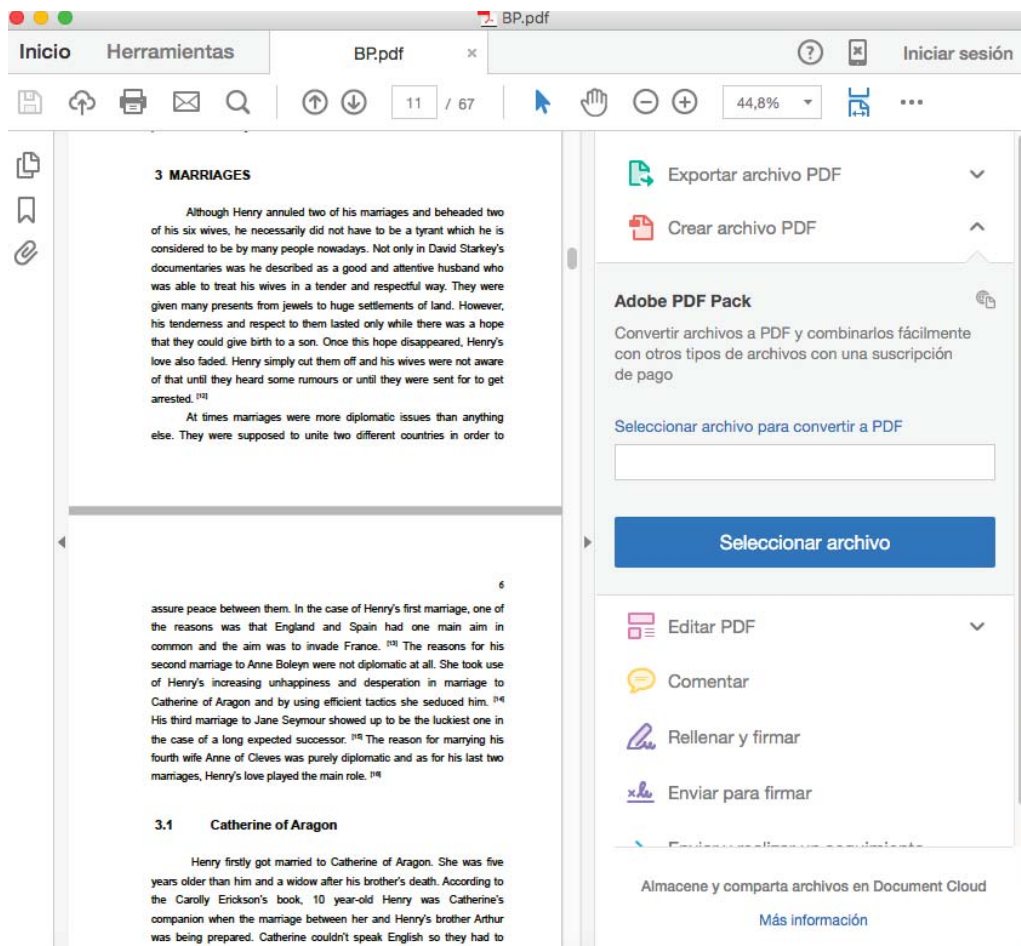 BP.pdf
Inicio
Herramientas
BP.pdf
×
?
Iniciar sesión
11 / 67
44,8%
3 MARRIAGES
Although Henry annuled two of his marriages and beheaded two
of his six wives, he necessarily did not have to be a tyrant which he is
considered to be by many people nowadays. Not only in David Starkey's
documentaries was he described as a good and attentive husband who
was able to treat his wives in a tender and respectful way. They were
given many presents from jewels to huge settlements of land. However,
his tenderness and respect to them lasted only while there was a hope
that they could give birth to a son. Once this hope disappeared, Henry's
love also faded. Henry simply cut them off and his wives were not aware
of that until they heard some rumours or until they were sent for to get
arrested. [12]
At times marriages were more diplomatic issues than anything
else. They were supposed to unite two different countries in order to
6
assure peace between them. In the case of Henry's first marriage, one of
the reasons was that England and Spain had one main aim in
common and the aim was to invade France. [13] The reasons for his
second marriage to Anne Boleyn were not diplomatic at all. She took use
of Henry's increasing unhappiness and desperation in marriage to
Catherine of Aragon and by using efficient tactics she seduced him. [14]
His third marriage to Jane Seymour showed up to be the luckiest one in
the case of a long expected successor. [15] The reason for marrying his
fourth wife Anne of Cleves was purely diplomatic and as for his last two
marriages, Henry's love played the main role. [16]
3.1 Catherine of Aragon
Henry firstly got married to Catherine of Aragon. She was five
years older than him and a widow after his brother's death. According to
the Carolly Erickson's book, 10 year-old Henry was Catherine's
companion when the marriage between her and Henry's brother Arthur
was being prepared. Catherine couldn't speak English so they had to
Exportar archivo PDF
Crear archivo PDF
Adobe PDF Pack
Convertir archivos a PDF y combinarlos fácilmente
con otros tipos de archivos con una suscripción
de pago
Seleccionar archivo para convertir a PDF
Seleccionar archivo
Editar PDF
Comentar
Rellenar y firmar
Enviar para firmar
Almacene y comparta archivos en Document Cloud
Más información